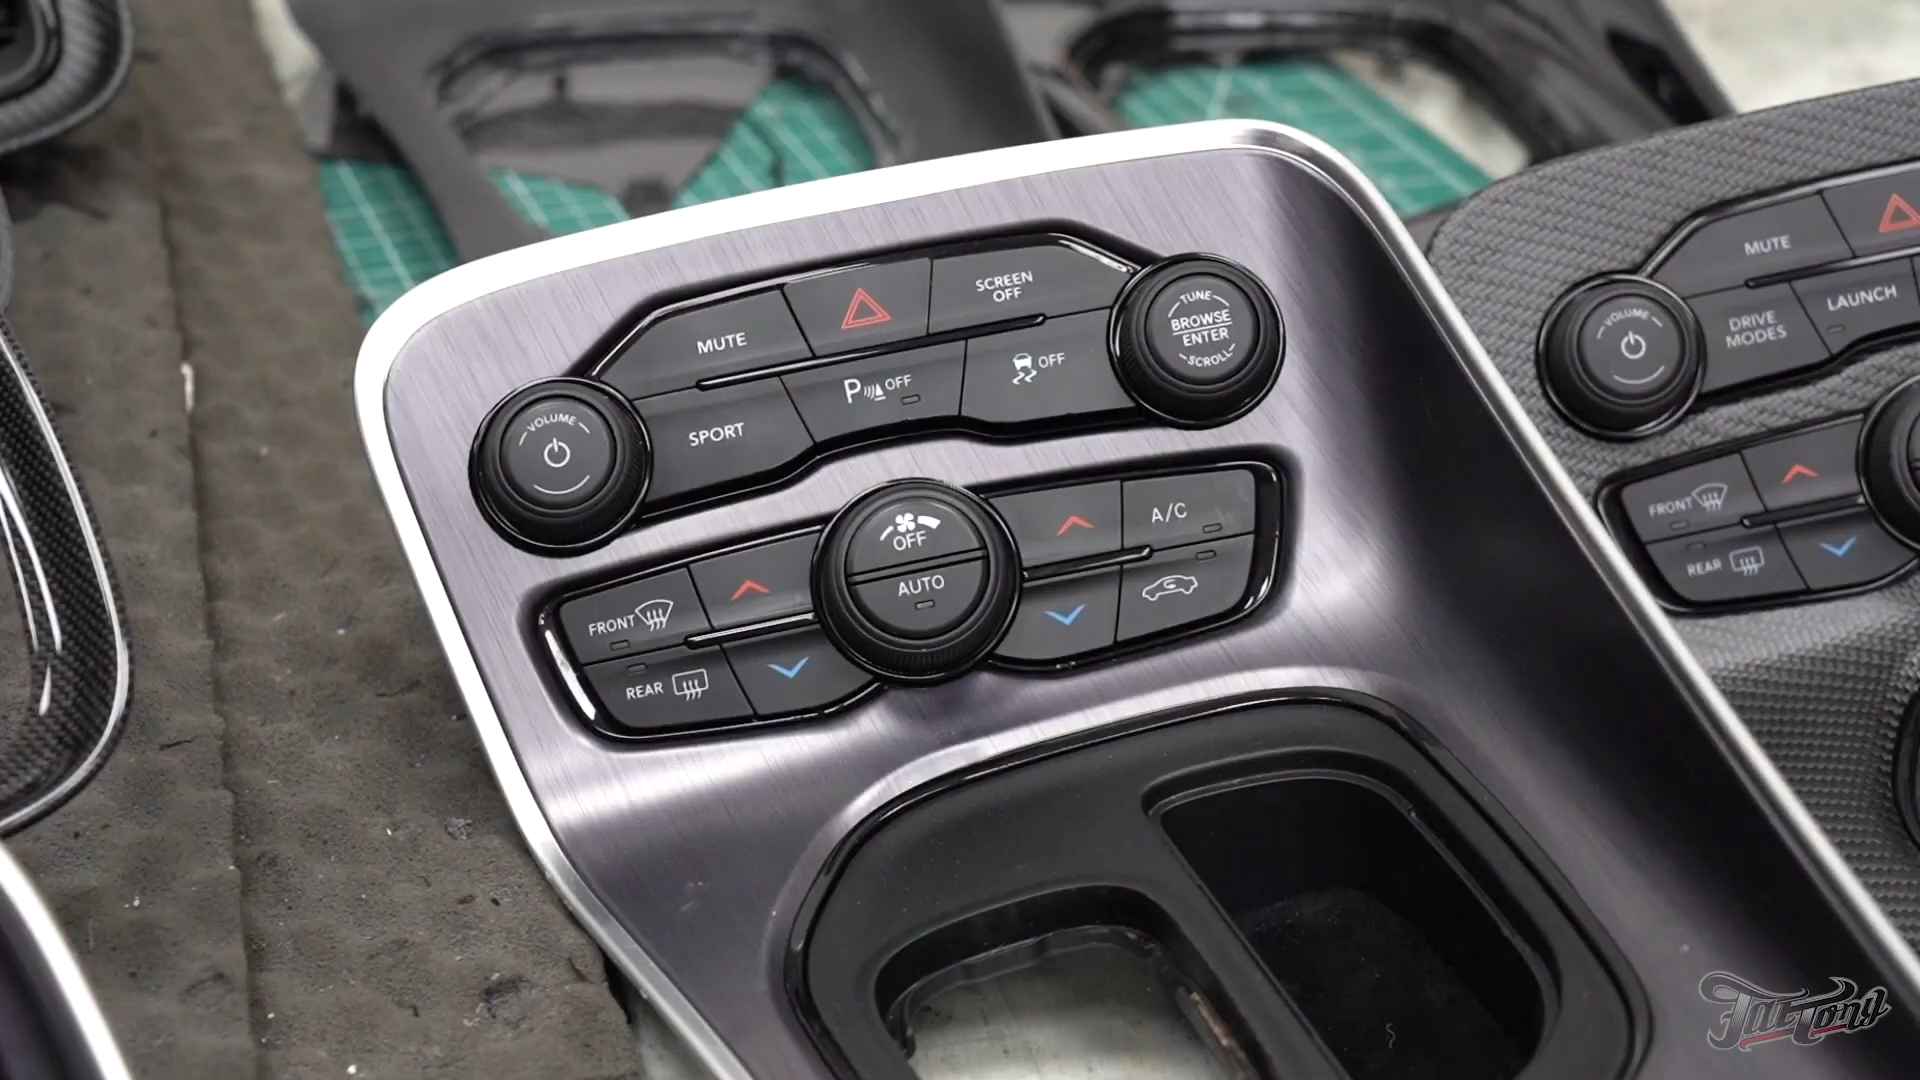 MUTE
SCREEN
OFF
TUNE
BROWSE
ENTER
SCROLL
VOLUME
SPORT
P OFF
OFF
OFF
AUTO
A/C
FRONT
REAR
MUTE
VOLUME
DRIVE
MODES
LAUNCH
FRONT
REAR